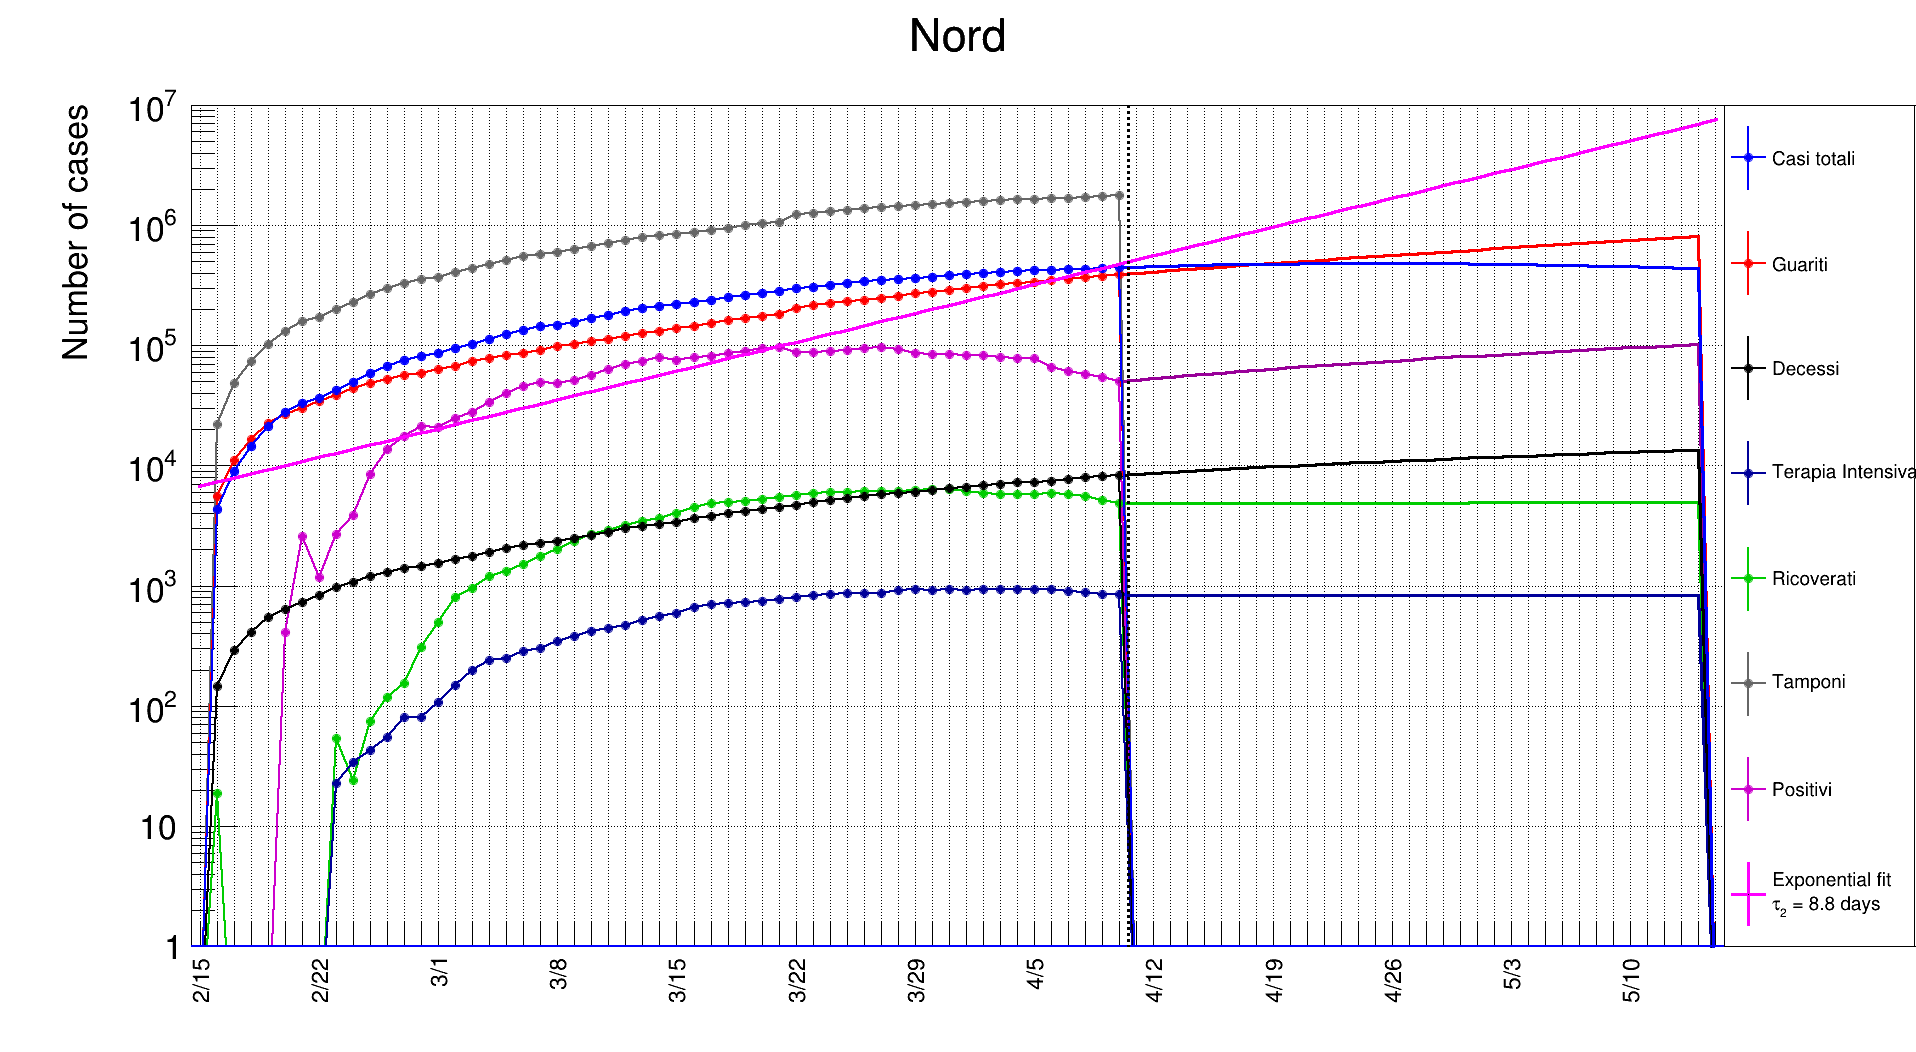 Nord
Number of cases
10^7
10^6
10^5
10^4
10^3
10^2
10
1
2/15
2/22
3/1
3/8
3/15
3/22
3/29
4/5
4/12
4/19
4/26
5/3
5/10
Casi totali
Guariti
Decessi
Terapia Intensiva
Ricoverati
Tamponi
Positivi
Exponential fit
τ₂ = 8.8 days